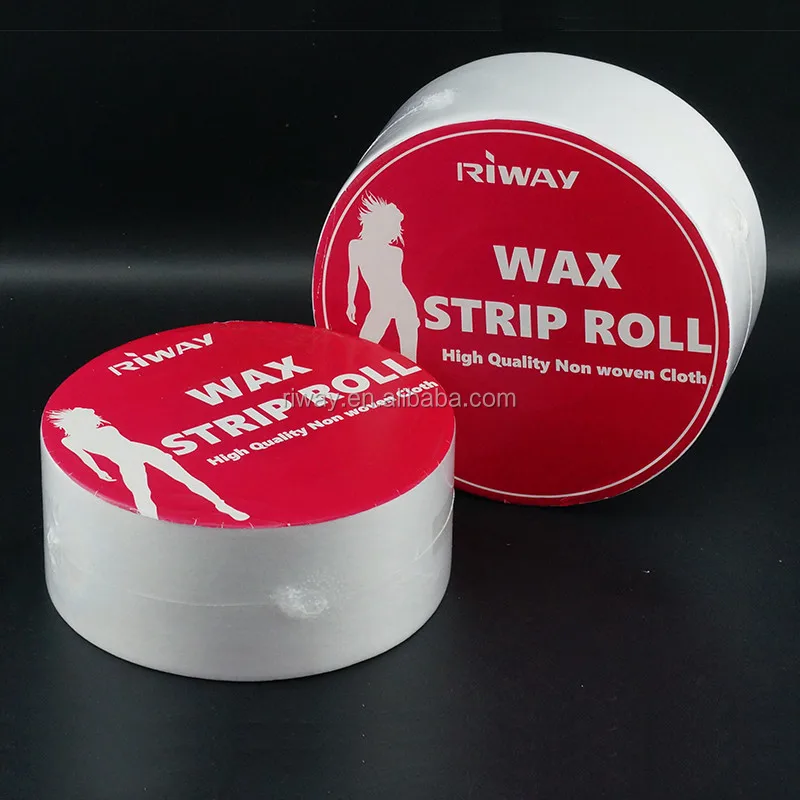 RIWAY
WAX
STRIP ROLL
High Quality Non woven Cloth
RIWAY
WAX
STRIP ROLL
High Quality Non woven Cloth
riway.en.alibaba.com